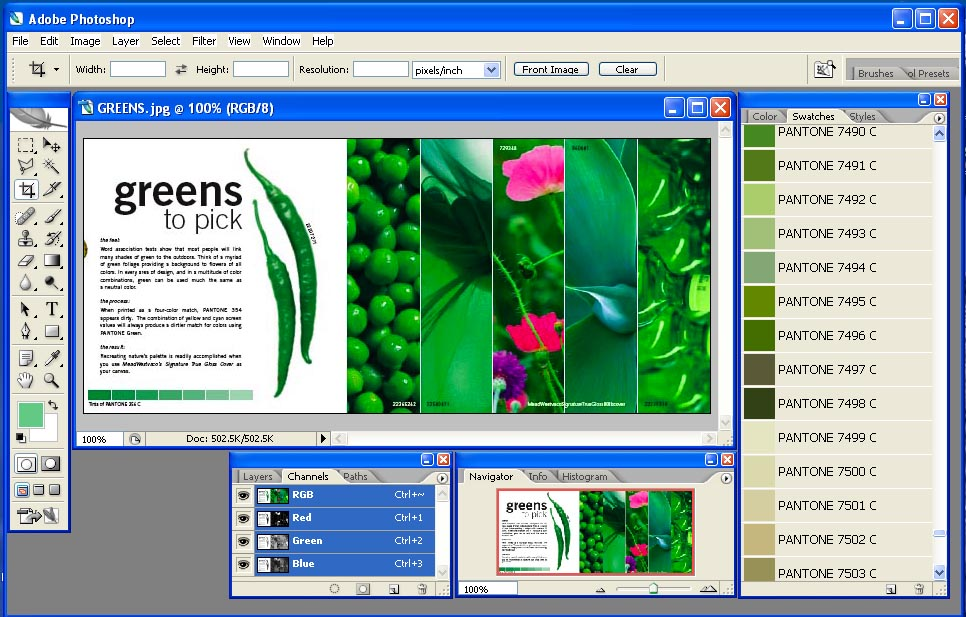 Adobe Photoshop
File Edit Image Layer Select Filter View Window Help
Width: Height: Resolution: pixels/inch Front Image Clear
Brushes ol Presets
GREENS.jpg @ 100% (RGB/8)
greens
to pick
the feat:
Word association tests show that most people will link
many shades of green to the outdoors. Think of a myriad
of green foliage providing a background to flowers of all
colors. In every area of design, and in a multitude of color
combinations, green can be used much the same as
a neutral color.
the process:
When printed as a four-color match, PANTONE 354
appears dirty. The combination of yellow and cyan screen
values will always produce a dirtier match for colors using
PANTONE Green.
the result:
Recreating nature's palette is readily accomplished when
you use MeadWestvaco's Signature True Gloss Cover as
your canvas.
Tints of PANTONE 356 C
100%
Doc: 502.5K/502.5K
Color Swatches Styles
PANTONE 7490 C
PANTONE 7491 C
PANTONE 7492 C
PANTONE 7493 C
PANTONE 7494 C
PANTONE 7495 C
PANTONE 7496 C
PANTONE 7497 C
PANTONE 7498 C
PANTONE 7499 C
PANTONE 7500 C
PANTONE 7501 C
PANTONE 7502 C
PANTONE 7503 C
Layers Channels Paths
RGB Ctrl+~
Red Ctrl+1
Green Ctrl+2
Blue Ctrl+3
Navigator Info Histogram
greens
to pick
100%